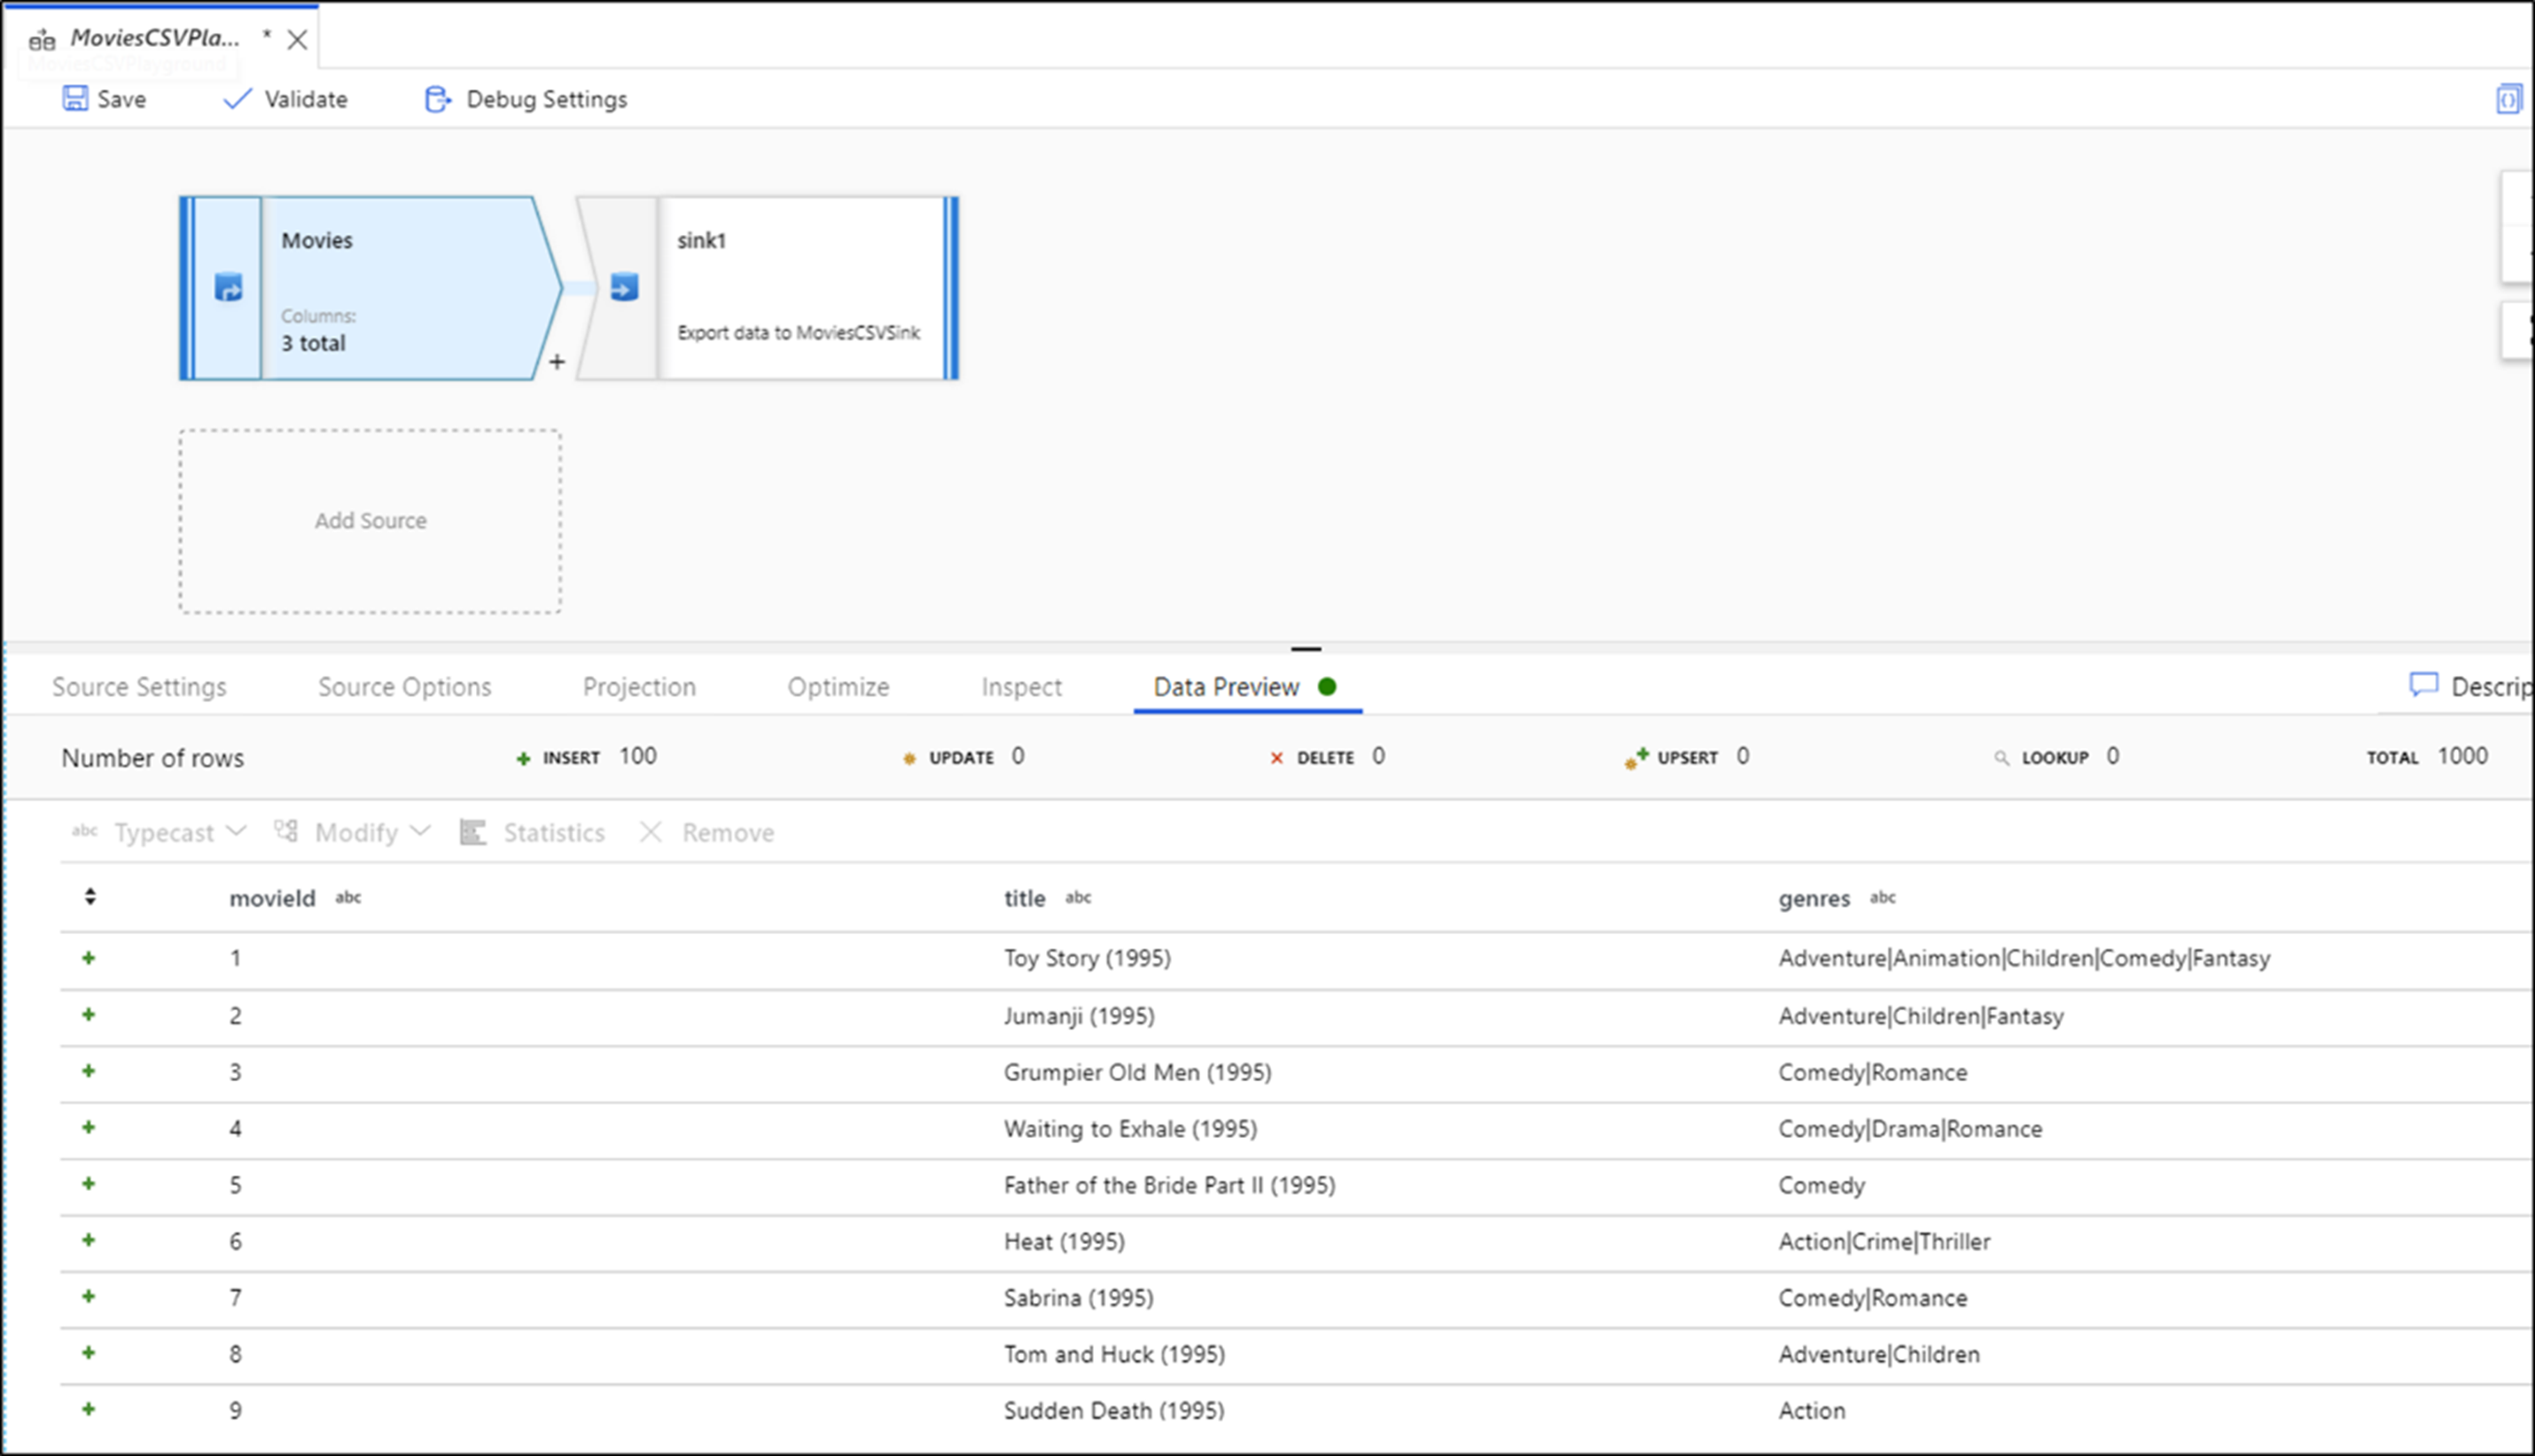 MoviesCSVPla... *
MoviesCSVPlayground
Save Validate Debug Settings
Movies
Columns:
3 total
+
sink1
Export data to MoviesCSVSink
Add Source
Source Settings Source Options Projection Optimize Inspect Data Preview Descrip
Number of rows INSERT 100 UPDATE 0 DELETE 0 UPSERT 0 LOOKUP 0 TOTAL 1000
abc Typecast Modify Statistics Remove
movieId abc title abc genres abc
1 Toy Story (1995) Adventure|Animation|Children|Comedy|Fantasy
2 Jumanji (1995) Adventure|Children|Fantasy
3 Grumpier Old Men (1995) Comedy|Romance
4 Waiting to Exhale (1995) Comedy|Drama|Romance
5 Father of the Bride Part II (1995) Comedy
6 Heat (1995) Action|Crime|Thriller
7 Sabrina (1995) Comedy|Romance
8 Tom and Huck (1995) Adventure|Children
9 Sudden Death (1995) Action